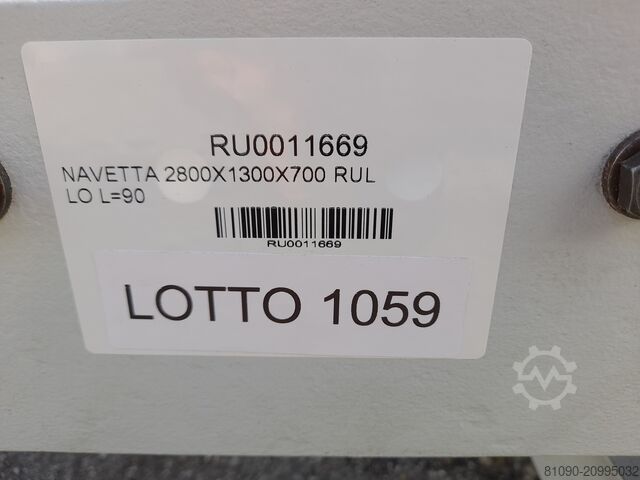 RU0011669
NAVETTA 2800X1300X700 RUL
LO L=90
RU0011669
LOTTO 1059
81090-20995032